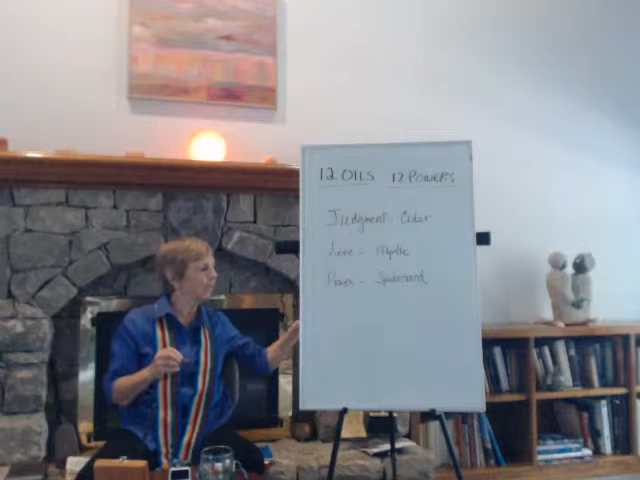 12 OILS 12 POWERS
Judgment - Cedar
Love - Myrtle
Power - Spikenard